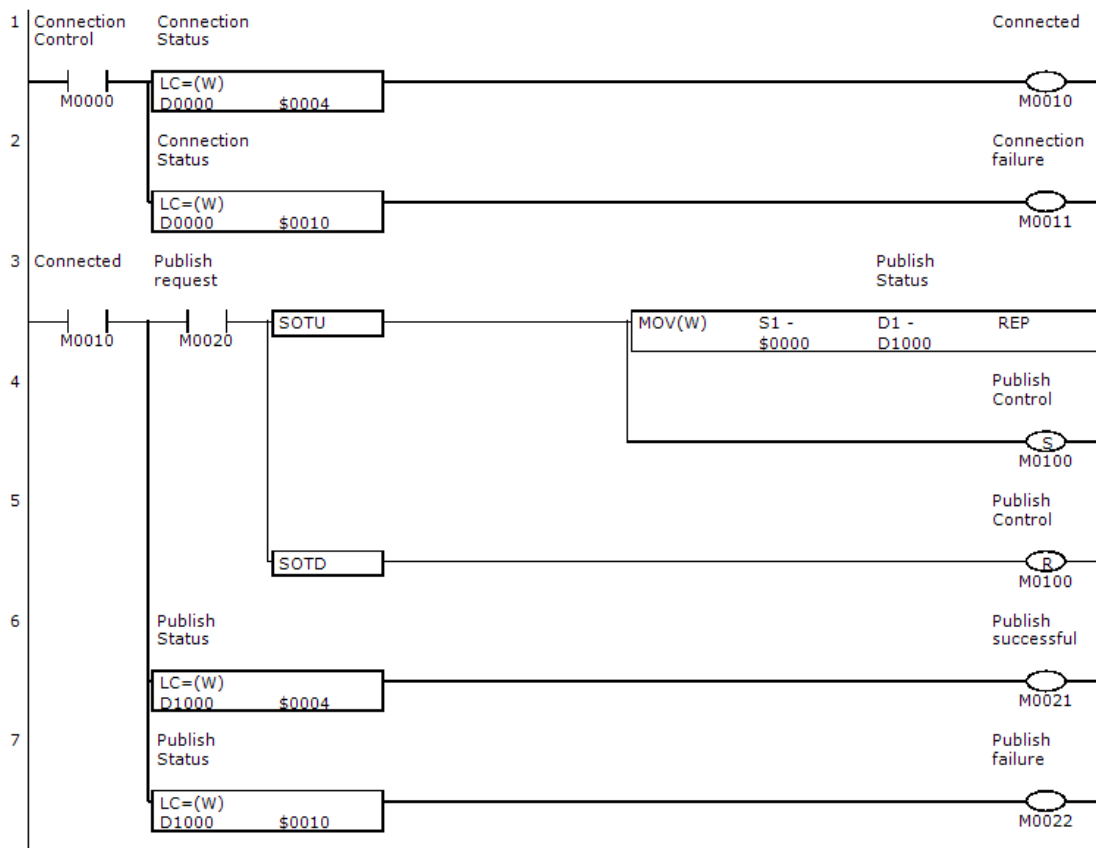 1 Connection Connection Connected
Control Status
LC=(W)
M0000 D0000 $0004 M0010
2 Connection Connection
Status failure
LC=(W)
D0000 $0010 M0011
3 Connected Publish Publish
request Status
SOTU MOV(W) S1 - D1 - REP
M0010 M0020 $0000 D1000
4 Publish
Control
S
M0100
5 Publish
Control
SOTD R
M0100
6 Publish Publish
Status successful
LC=(W)
D1000 $0004 M0021
7 Publish Publish
Status failure
LC=(W)
D1000 $0010 M0022